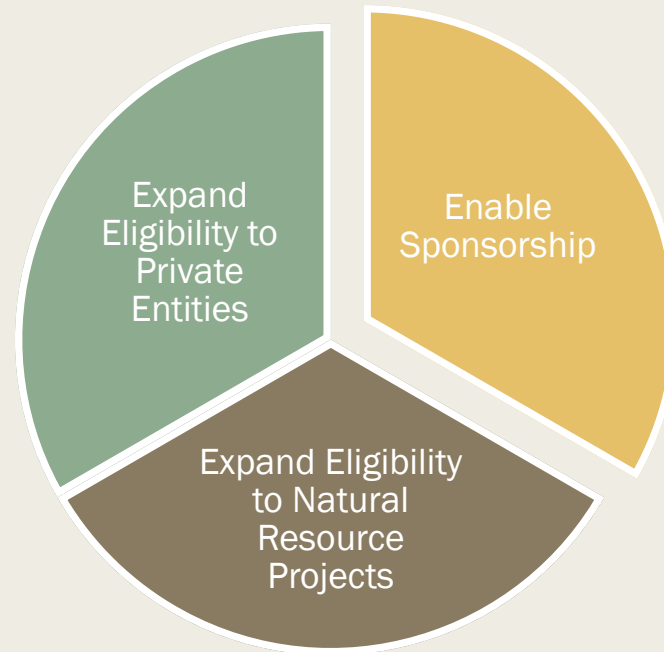 Expand
Eligibility to
Private
Entities
Enable
Sponsorship
Expand Eligibility
to Natural
Resource
Projects